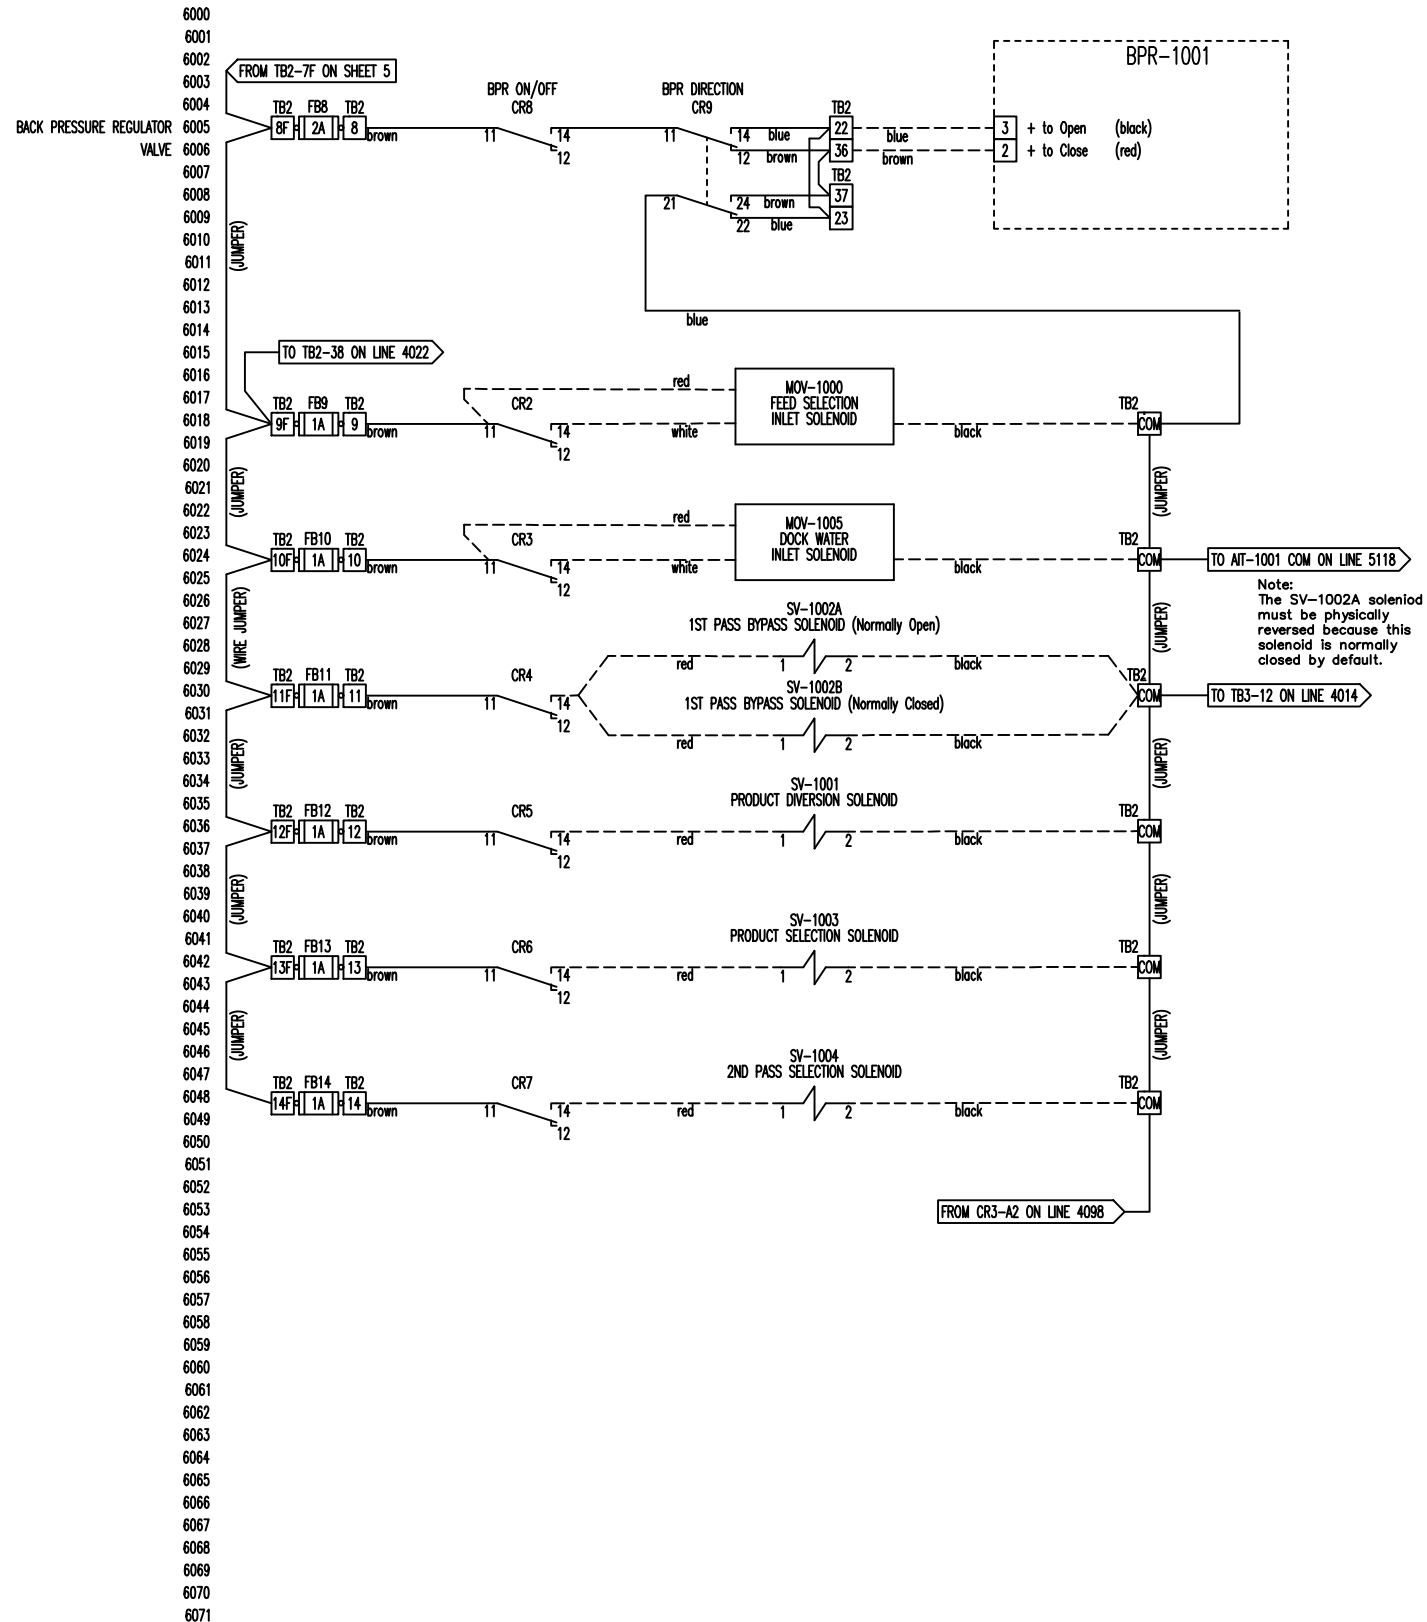 6000
6001
6002
6003
6004
6005
6006
6007
6008
6009
6010
6011
6012
6013
6014
6015
6016
6017
6018
6019
6020
6021
6022
6023
6024
6025
6026
6027
6028
6029
6030
6031
6032
6033
6034
6035
6036
6037
6038
6039
6040
6041
6042
6043
6044
6045
6046
6047
6048
6049
6050
6051
6052
6053
6054
6055
6056
6057
6058
6059
6060
6061
6062
6063
6064
6065
6066
6067
6068
6069
6070
6071
BACK PRESSURE REGULATOR
VALVE
FROM TB2-7F ON SHEET 5
TB2 FB8 TB2
8F 2A 8
brown
BPR ON/OFF
CR8
11 14
12
BPR DIRECTION
CR9
11 14 blue
12 brown
21 24 brown
22 blue
TB2
22
36
TB2
37
23
blue
brown
BPR-1001
3 + to Open (black)
2 + to Close (red)
(JUMPER)
blue
TO TB2-38 ON LINE 4022
TB2 FB9 TB2
9F 1A 9
brown
CR2
11 14
12
red
white
MOV-1000
FEED SELECTION
INLET SOLENOID
black
TB2
COM
(JUMPER)
(JUMPER)
TB2 FB10 TB2
10F 1A 10
brown
CR3
11 14
12
red
white
MOV-1005
DOCK WATER
INLET SOLENOID
black
TB2
COM
TO AIT-1001 COM ON LINE 5118
Note:
The SV-1002A soleniod
must be physically
reversed because this
solenoid is normally
closed by default.
(WIRE JUMPER)
(JUMPER)
TB2 FB11 TB2
11F 1A 11
brown
CR4
11 14
12
SV-1002A
1ST PASS BYPASS SOLENOID (Normally Open)
red 1 2 black
SV-1002B
1ST PASS BYPASS SOLENOID (Normally Closed)
red 1 2 black
TB2
COM
TO TB3-12 ON LINE 4014
(JUMPER)
(JUMPER)
TB2 FB12 TB2
12F 1A 12
brown
CR5
11 14
12
SV-1001
PRODUCT DIVERSION SOLENOID
red 1 2 black
TB2
COM
(JUMPER)
(JUMPER)
TB2 FB13 TB2
13F 1A 13
brown
CR6
11 14
12
SV-1003
PRODUCT SELECTION SOLENOID
red 1 2 black
TB2
COM
(JUMPER)
(JUMPER)
TB2 FB14 TB2
14F 1A 14
brown
CR7
11 14
12
SV-1004
2ND PASS SELECTION SOLENOID
red 1 2 black
TB2
COM
FROM CR3-A2 ON LINE 4098